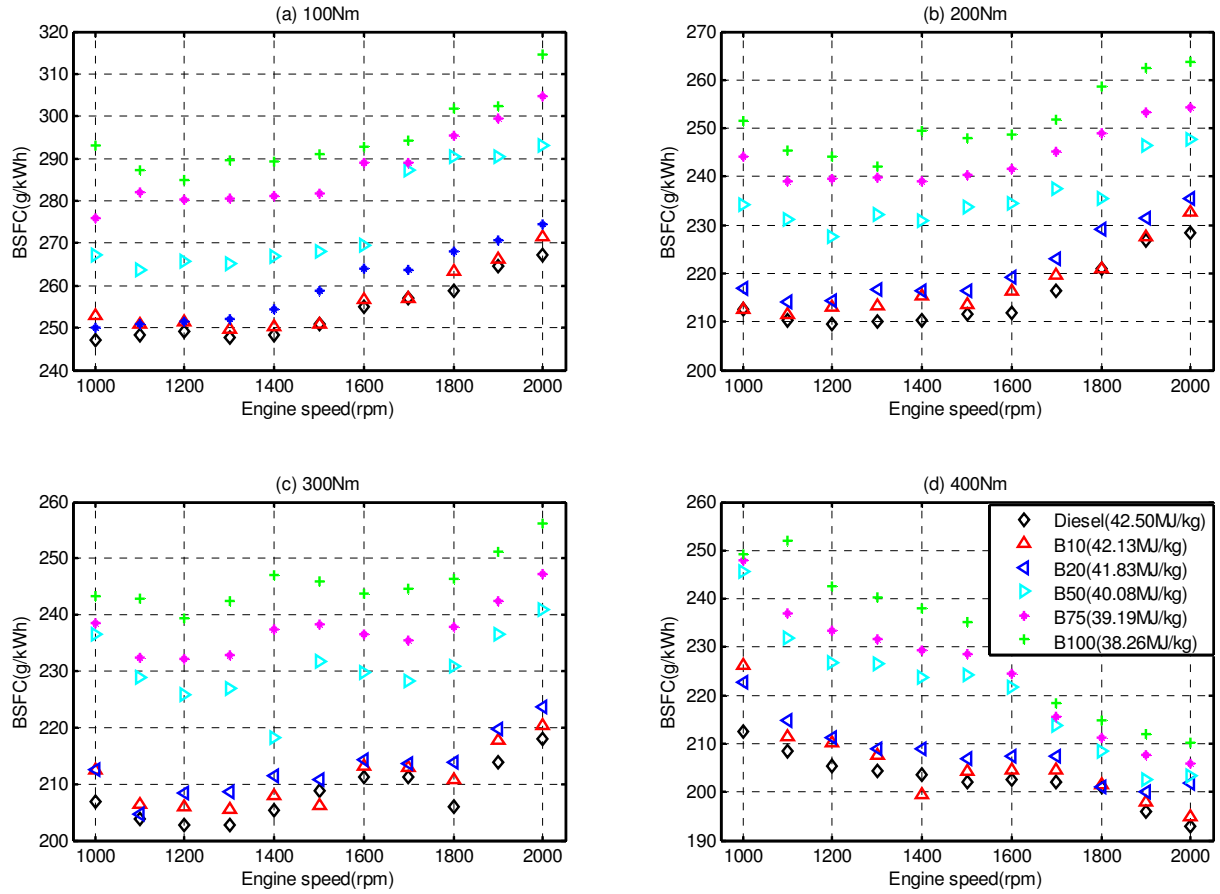 (a) 100Nm
320
310
300
290
280
270
260
250
240
BSFC(g/kWh)
1000 1200 1400 1600 1800 2000
Engine speed(rpm)
(b) 200Nm
270
260
250
240
230
220
210
200
BSFC(g/kWh)
1000 1200 1400 1600 1800 2000
Engine speed(rpm)
(c) 300Nm
260
250
240
230
220
210
200
BSFC(g/kWh)
1000 1200 1400 1600 1800 2000
Engine speed(rpm)
(d) 400Nm
260
250
240
230
220
210
200
190
BSFC(g/kWh)
1000 1200 1400 1600 1800 2000
Engine speed(rpm)
Diesel(42.50MJ/kg)
B10(42.13MJ/kg)
B20(41.83MJ/kg)
B50(40.08MJ/kg)
B75(39.19MJ/kg)
B100(38.26MJ/kg)